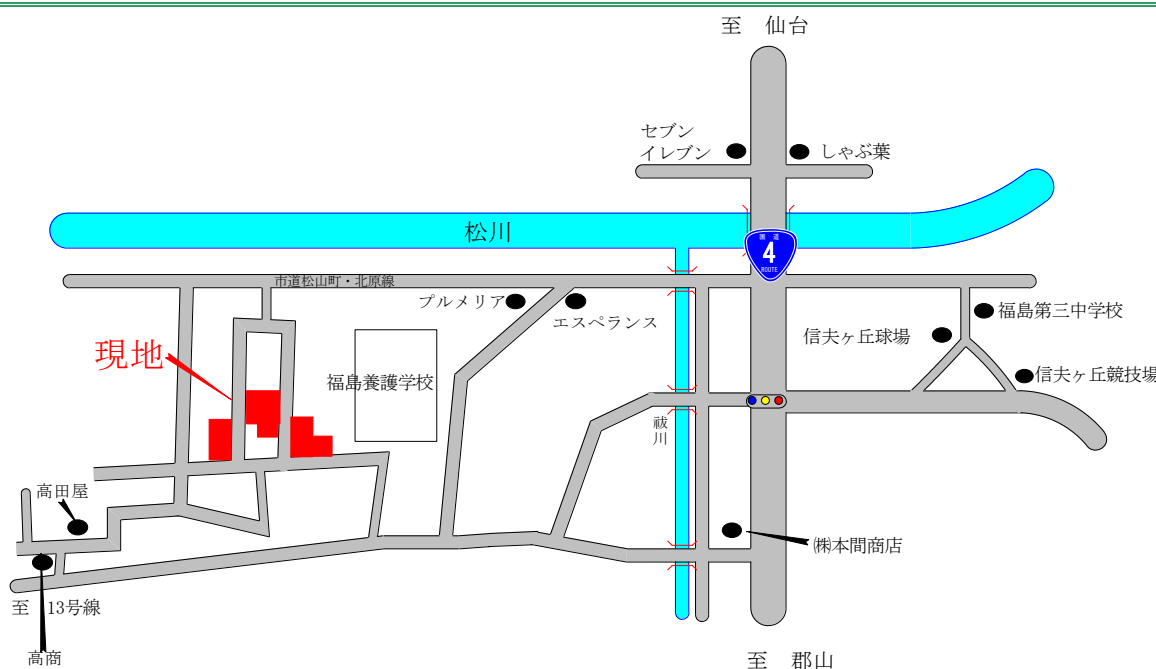 至 仙台
セブン
イレブン
しゃぶ葉
松川
国道
4
ROUTE
市道松山町・北原線
プルメリア
エスペランス
福島第三中学校
信夫ヶ丘球場
現地
福島養護学校
信夫ヶ丘競技場
祓川
高田屋
㈱本間商店
至 13号線
高商
至 郡山